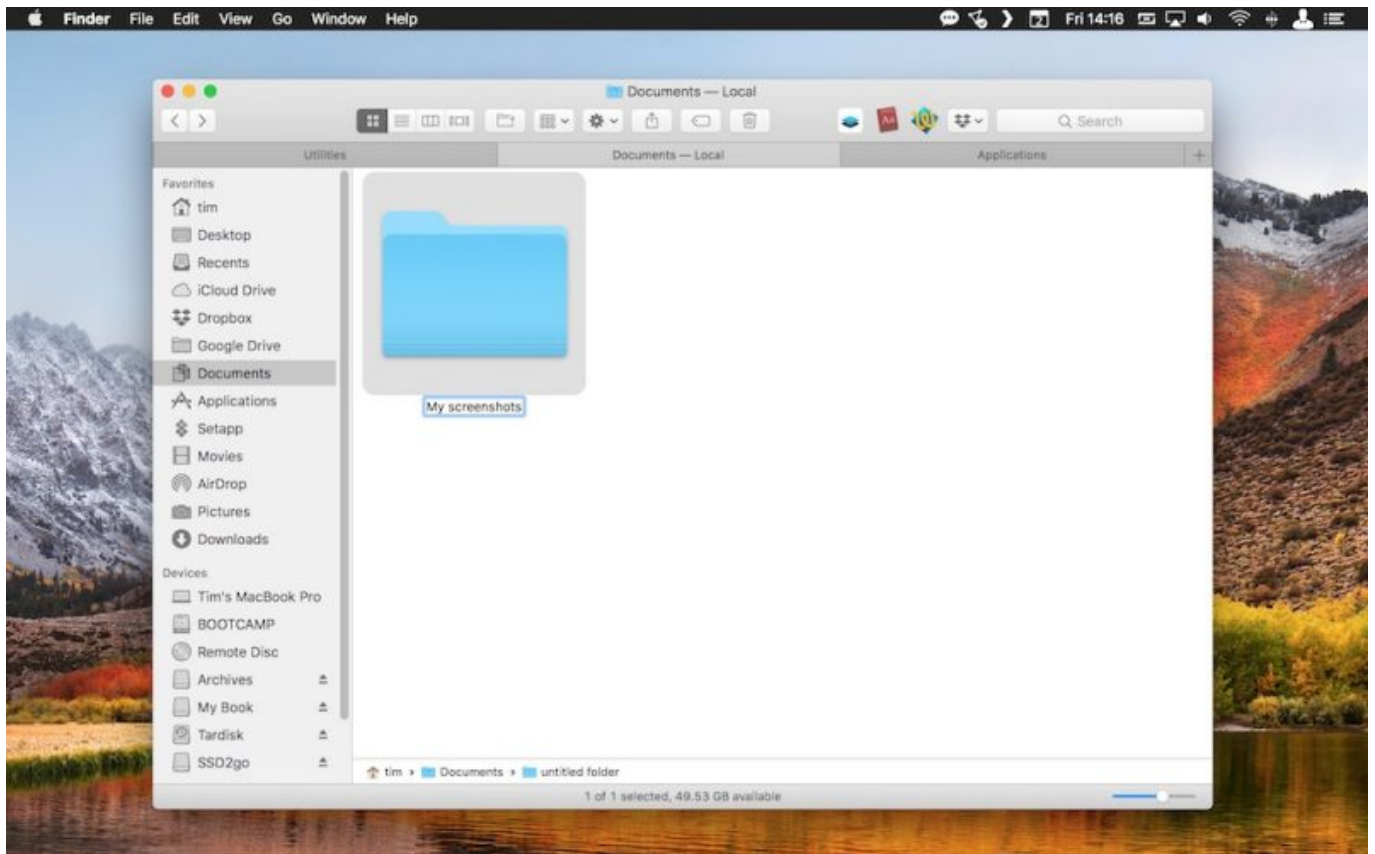 Finder File Edit View Go Window Help
2 Fri 14:16
Documents — Local
Search
Utilities
Documents — Local
Applications
Favorites
tim
Desktop
Recents
iCloud Drive
Dropbox
Google Drive
Documents
Applications
Setapp
Movies
AirDrop
Pictures
Downloads
Devices
Tim's MacBook Pro
BOOTCAMP
Remote Disc
Archives
My Book
Tardisk
SSD2go
My screenshots
tim › Documents › untitled folder
1 of 1 selected, 49.53 GB available